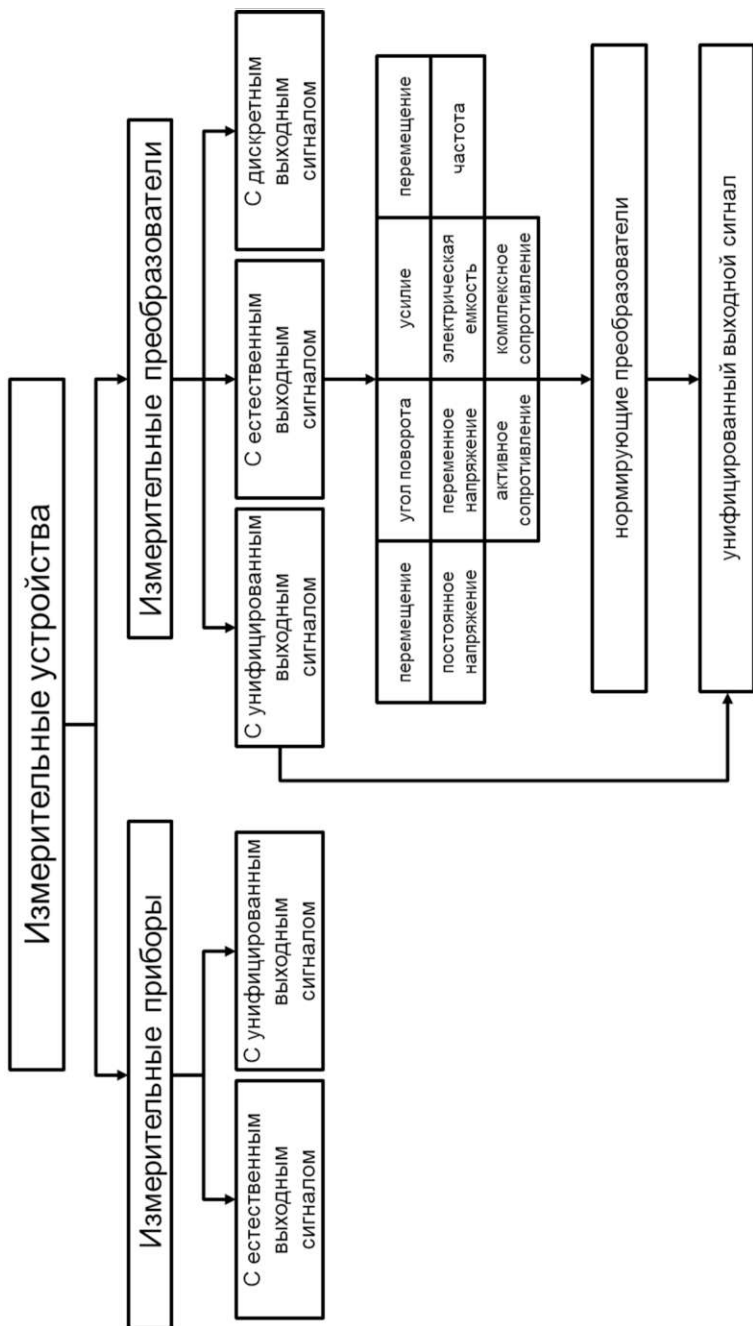 Измерительные устройства
Измерительные приборы
Измерительные преобразователи
С естественным
выходным
сигналом
С унифицированным
выходным
сигналом
С унифицированным
выходным
сигналом
С естественным
выходным
сигналом
С дискретным
выходным
сигналом
перемещение
угол поворота
усилие
перемещение
постоянное
напряжение
переменное
напряжение
электрическая
емкость
частота
активное
сопротивление
комплексное
сопротивление
нормирующие преобразователи
унифицированный выходной сигнал